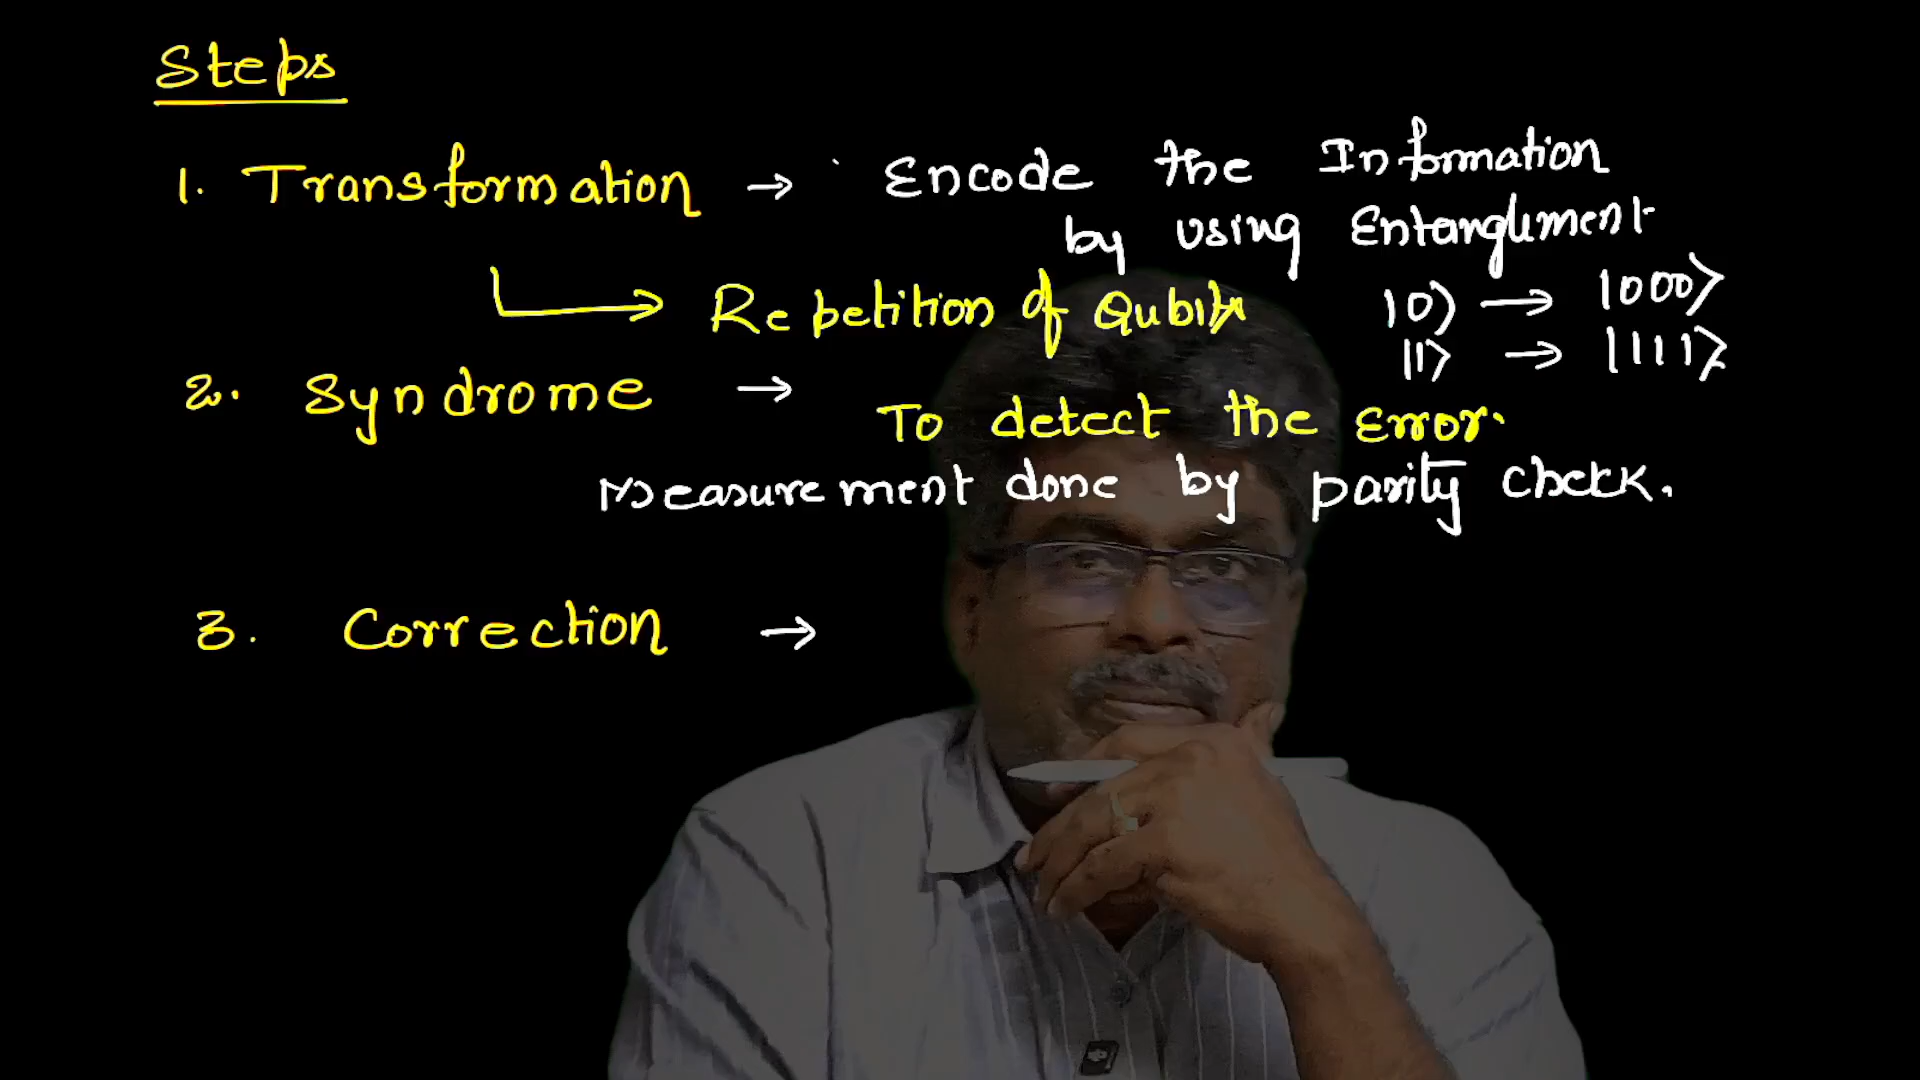 Steps
1. Transformation → Encode the Information
by using Entanglement
Repetition of Qubits |0⟩ → |000⟩
|1⟩ → |111⟩
2. Syndrome →
To detect the Error.
Measurement done by parity check.
3. Correction →